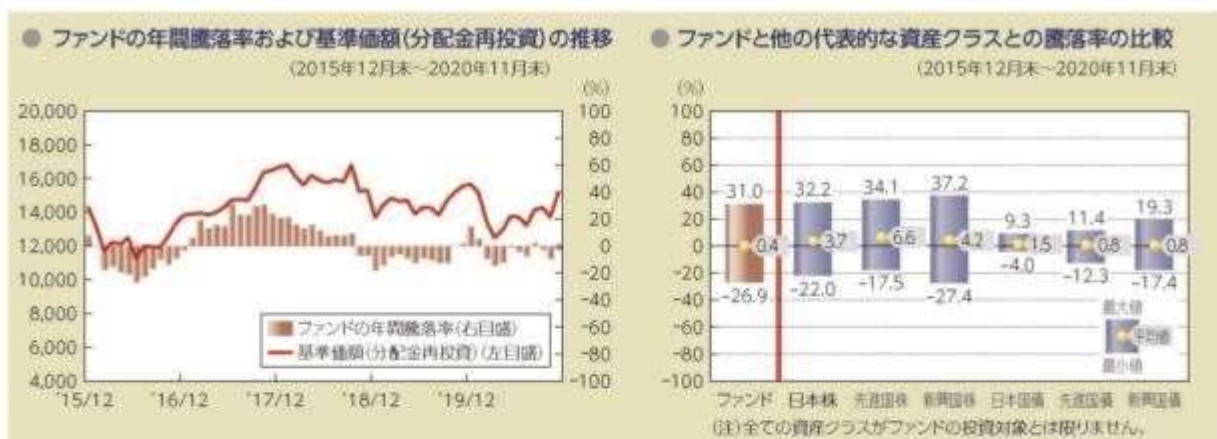 ● ファンドの年間騰落率および基準価額(分配金再投資)の推移
(2015年12月末～2020年11月末)
(%)
20,000
18,000
16,000
14,000
12,000
10,000
8,000
6,000
4,000
100
80
60
40
20
0
-20
-40
-60
-80
-100
ファンドの年間騰落率(右目盛)
基準価額(分配金再投資)(左目盛)
'15/12 '16/12 '17/12 '18/12 '19/12
● ファンドと他の代表的な資産クラスとの騰落率の比較
(2015年12月末～2020年11月末)
(%)
100
80
60
40
20
0
-20
-40
-60
-80
-100
31.0 32.2 34.1 37.2 9.3 11.4 19.3
0.4 3.7 6.6 4.2 1.5 0.8 0.8
-26.9 -22.0 -17.5 -27.4 -4.0 -12.3 -17.4
最大値
平均値
最小値
ファンド 日本株 先進国株 新興国株 日本国債 先進国債 新興国債
(注)全ての資産クラスがファンドの投資対象とは限りません。